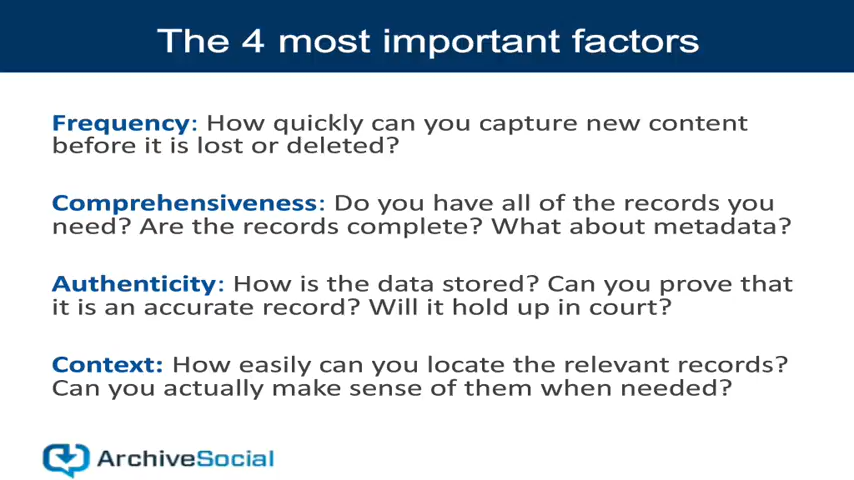 The 4 most important factors
Frequency: How quickly can you capture new content
before it is lost or deleted?
Comprehensiveness: Do you have all of the records you
need? Are the records complete? What about metadata?
Authenticity: How is the data stored? Can you prove that
it is an accurate record? Will it hold up in court?
Context: How easily can you locate the relevant records?
Can you actually make sense of them when needed?
ArchiveSocial